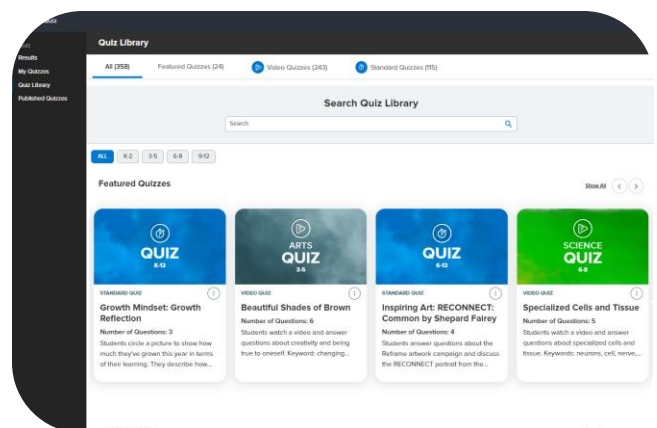 Quiz Library
Results
My Quizzes
Quiz Library
Published Quizzes
All (358)
Featured Quizzes (24)
Video Quizzes (243)
Standard Quizzes (115)
Search Quiz Library
Search
ALL
K-2
3-5
6-8
9-12
Featured Quizzes
Show All
QUIZ
K-12
STANDARD QUIZ
Growth Mindset: Growth
Reflection
Number of Questions: 3
Students circle a picture to show how
much they've grown this year in terms
of their learning. They describe how...
ARTS
QUIZ
3-5
VIDEO QUIZ
Beautiful Shades of Brown
Number of Questions: 6
Students watch a video and answer
questions about creativity and being
true to oneself. Keyword: changing...
QUIZ
6-12
STANDARD QUIZ
Inspiring Art: RECONNECT:
Common by Shepard Fairey
Number of Questions: 4
Students answer questions about the
Reframe artwork campaign and discuss
the RECONNECT portrait from the...
SCIENCE
QUIZ
6-8
VIDEO QUIZ
Specialized Cells and Tissue
Number of Questions: 5
Students watch a video and answer
questions about specialized cells and
tissue. Keywords: neurons, cell, nerve,...